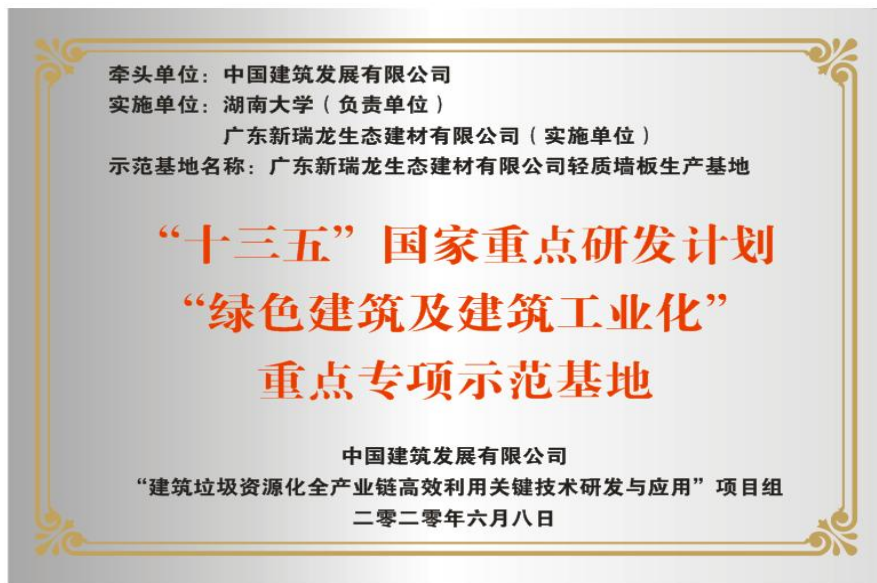 牵头单位：中国建筑发展有限公司
实施单位：湖南大学（负责单位）
广东新瑞龙生态建材有限公司（实施单位）
示范基地名称：广东新瑞龙生态建材有限公司轻质墙板生产基地
“十三五”国家重点研发计划
“绿色建筑及建筑工业化”
重点专项示范基地
中国建筑发展有限公司
“建筑垃圾资源化全产业链高效利用关键技术研发与应用”项目组
二零二零年六月八日